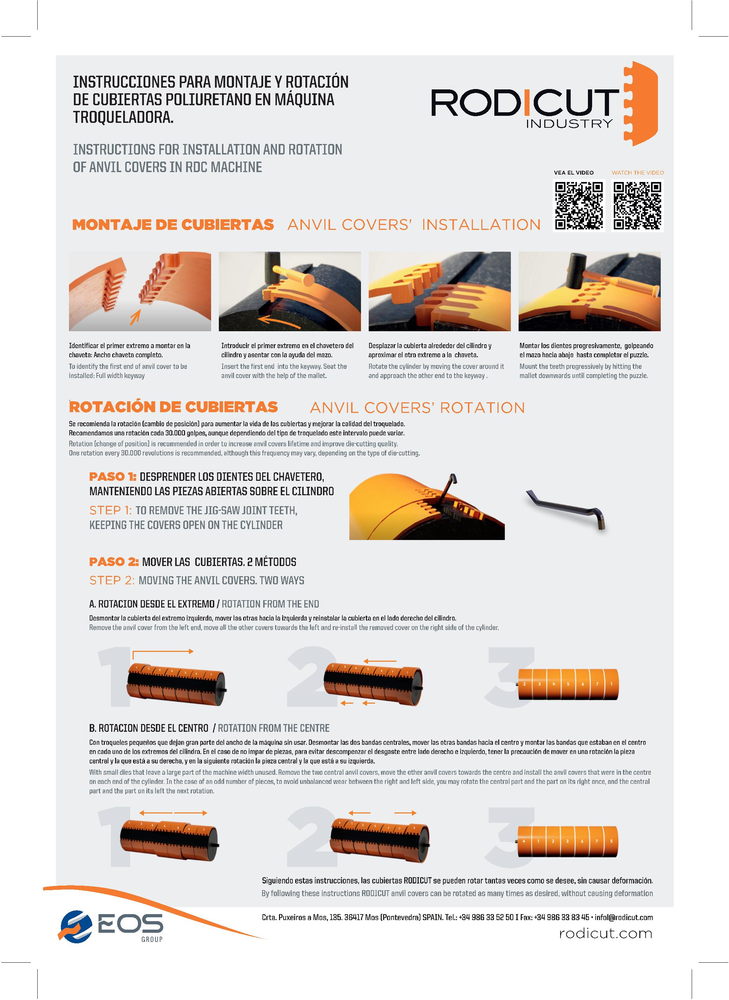 INSTRUCCIONES PARA MONTAJE Y ROTACIÓN
DE CUBIERTAS POLIURETANO EN MÁQUINA
TROQUELADORA.
INSTRUCTIONS FOR INSTALLATION AND ROTATION
OF ANVIL COVERS IN RDC MACHINE
RODICUT
INDUSTRY
VEA EL VIDEO
WATCH THE VIDEO
MONTAJE DE CUBIERTAS ANVIL COVERS' INSTALLATION
Identificar el primer extremo a montar en la
chaveta: Ancho chaveta completo.
To identify the first end of anvil cover to be
installed: Full width keyway
Introducir el primer extremo en el chavetero del
cilindro y asentar con la ayuda del mazo.
Insert the first end into the keyway. Seat the
anvil cover with the help of the mallet.
Desplazar la cubierta alrededor del cilindro y
aproximar el otro extremo a la chaveta.
Rotate the cylinder by moving the cover around it
and approach the other end to the keyway .
Montar los dientes progresivamente, golpeando
el mazo hacia abajo hasta completar el puzzle.
Mount the teeth progressively by hitting the
mallet downwards until completing the puzzle.
ROTACIÓN DE CUBIERTAS ANVIL COVERS' ROTATION
Se recomienda la rotación (cambio de posición) para aumentar la vida de las cubiertas y mejorar la calidad del troquelado.
Recomendamos una rotación cada 30.000 golpes, aunque dependiendo del tipo de troquelado este intervalo puede variar.
Rotation (change of position) is recommended in order to increase anvil covers lifetime and improve die-cutting quality.
One rotation every 30.000 revolutions is recommended, although this frequency may vary, depending on the type of die-cutting.
PASO 1: DESPRENDER LOS DIENTES DEL CHAVETERO,
MANTENIENDO LAS PIEZAS ABIERTAS SOBRE EL CILINDRO
STEP 1: TO REMOVE THE JIG-SAW JOINT TEETH,
KEEPING THE COVERS OPEN ON THE CYLINDER
PASO 2: MOVER LAS CUBIERTAS. 2 MÉTODOS
STEP 2: MOVING THE ANVIL COVERS. TWO WAYS
A. ROTACION DESDE EL EXTREMO / ROTATION FROM THE END
Desmontar la cubierta del extremo izquierdo, mover las otras hacia la izquierda y reinstalar la cubierta en el lado derecho del cilindro.
Remove the anvil cover from the left end, move all the other covers towards the left and re-install the removed cover on the right side of the cylinder.
1
1 2 3 4 5 6 7
2
2 3 4 5 6 7 1
3
2 3 4 5 6 7 1
B. ROTACION DESDE EL CENTRO / ROTATION FROM THE CENTRE
Con troqueles pequeños que dejan gran parte del ancho de la máquina sin usar. Desmontar las dos bandas centrales, mover las otras bandas hacia el centro y montar las bandas que estaban en el centro
en cada uno de los extremos del cilindro. En el caso de no impar de piezas, para evitar descompenzar el desgaste entre lado derecho e izquierdo, tener la precaución de mover en una rotación la pieza
central y la que está a su derecha, y en la siguiente rotación la pieza central y la que está a su izquierda.
With small dies that leave a large part of the machine width unused. Remove the two central anvil covers, move the other anvil covers towards the centre and install the anvil covers that were in the centre
on each end of the cylinder. In the case of an odd number of pieces, to avoid unbalanced wear between the right and left side, you may rotate the central part and the part on its right once, and the central
part and the part on its left the next rotation.
1
1 2 3 4 5 6 7
2
4 1 2 3 6 7 5
3
4 1 2 3 6 7 5
Siguiendo estas instrucciones, las cubiertas RODICUT se pueden rotar tantas veces como se desee, sin causar deformación.
By following these instructions RODICUT anvil covers can be rotated as many times as desired, without causing deformation
EOS
GROUP
Crta. Puxeiros a Mos, 135. 36417 Mos (Pontevedra) SPAIN. Tel.: +34 986 33 52 50 I Fax: +34 986 33 83 45 • infol@rodicut.com
rodicut.com